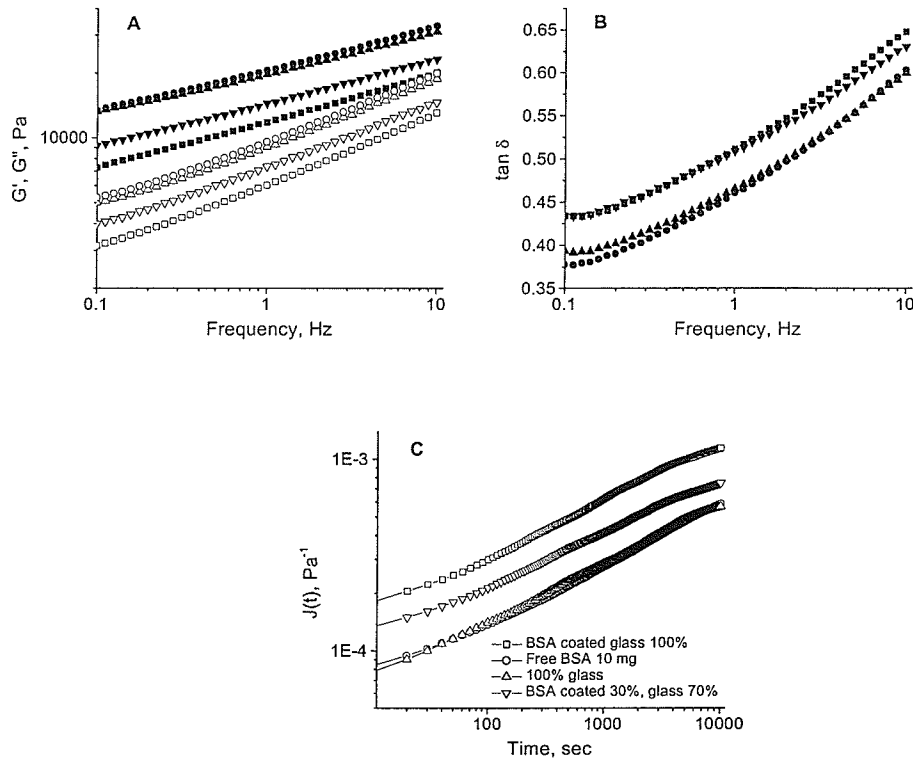 A
G', G", Pa
10000
0.1
1
10
Frequency, Hz
B
tan δ
0.65
0.60
0.55
0.50
0.45
0.40
0.35
0.1
1
10
Frequency, Hz
C
J(t), Pa⁻¹
1E-3
1E-4
BSA coated glass 100%
Free BSA 10 mg
100% glass
BSA coated 30%, glass 70%
100
1000
10000
Time, sec